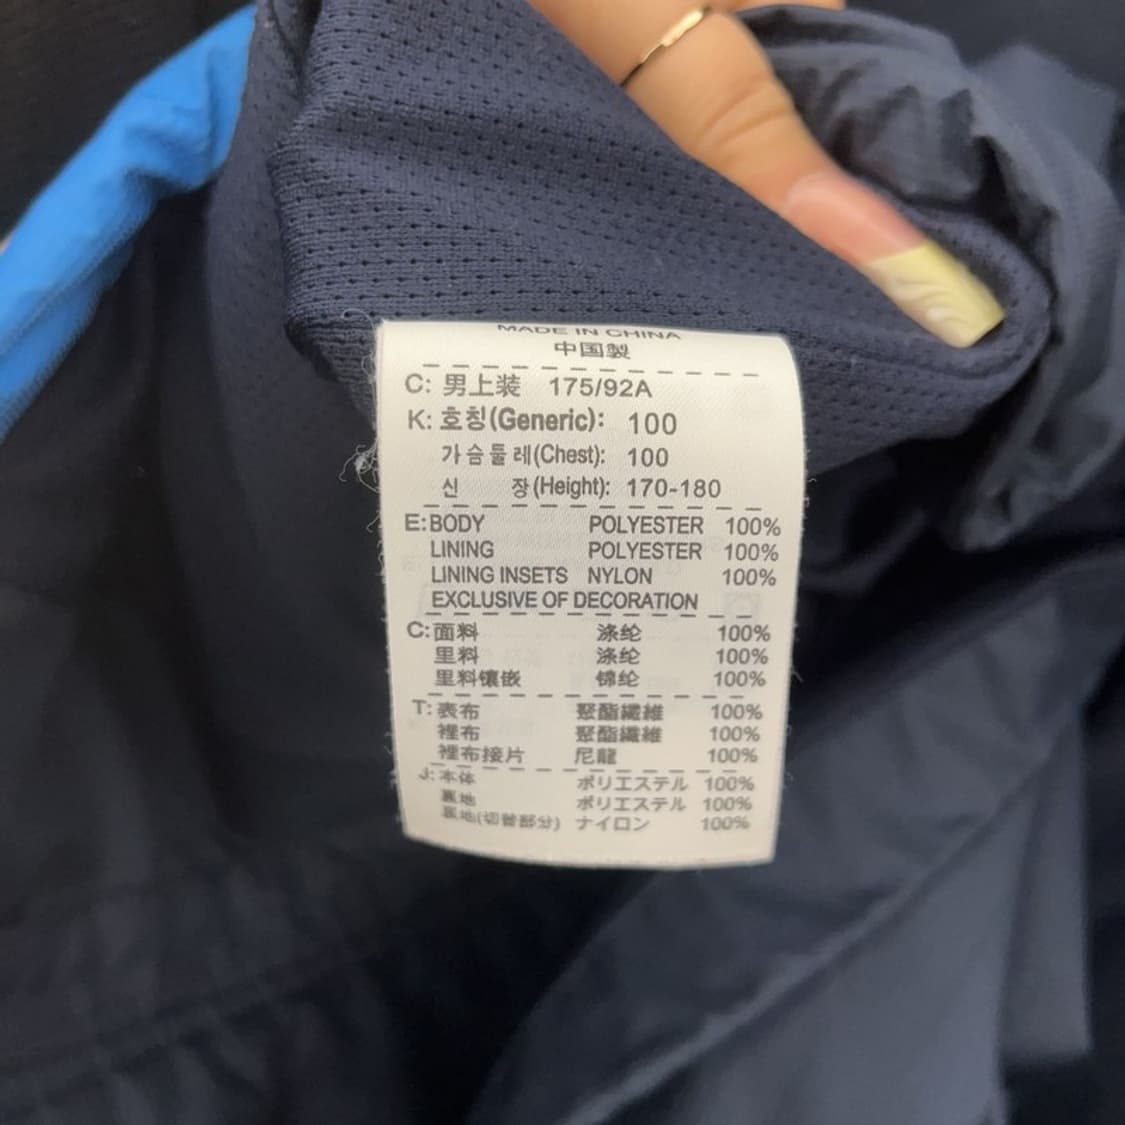 MADE IN CHINA
中国製
C: 男上装 175/92A
K: 호칭(Generic): 100
가슴둘레(Chest): 100
신 장(Height): 170-180
E: BODY POLYESTER 100%
LINING POLYESTER 100%
LINING INSETS NYLON 100%
EXCLUSIVE OF DECORATION
C: 面料 涤纶 100%
里料 涤纶 100%
里料镶嵌 锦纶 100%
T: 表布 聚酯纖維 100%
裡布 聚酯纖維 100%
裡布接片 尼龍 100%
J: 本体 ポリエステル 100%
裏地 ポリエステル 100%
裏地(切替部分) ナイロン 100%